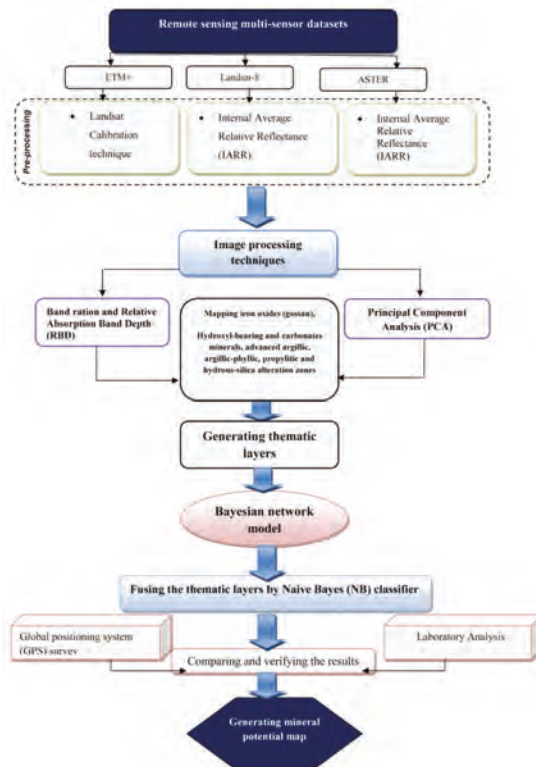 Remote sensing multi-sensor datasets
ETM+
Landsat-8
ASTER
Pre-processing
• Landsat
Calibration
technique
• Internal Average
Relative Reflectance
(IARR)
• Internal Average
Relative
Reflectance
(IARR)
Image processing
techniques
Band ration and Relative
Absorption Band Depth-
(RBD)
Mapping iron oxides (gossan),
Hydroxyl-bearing and carbonates
minerals, advanced argillic,
argillic-phyllic, propylitic and
hydrous-silica alteration zones
Principal Component
Analysis (PCA)
Generating thematic
layers
Bayesian network
model
Fusing the thematic layers by Naive Bayes (NB) classifier
Global positioning system
(GPS) survey
Laboratory Analysis
Comparing and verifying the results
Generating mineral
potential map